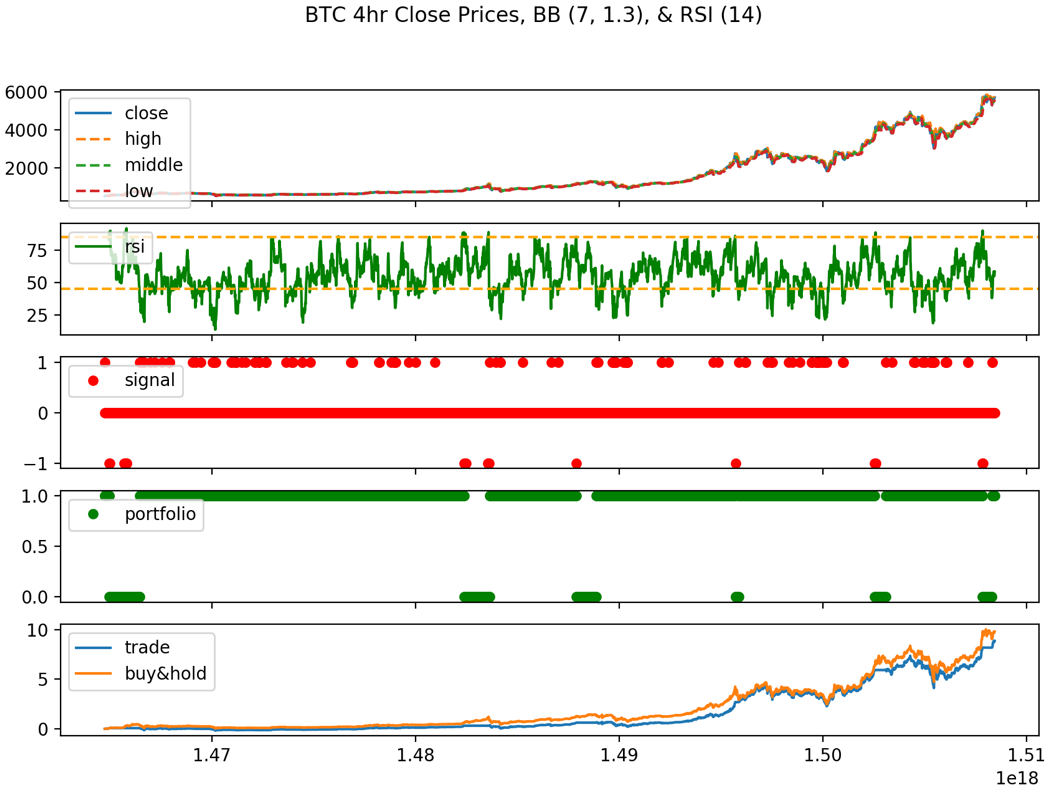 BTC 4hr Close Prices, BB (7, 1.3), & RSI (14)
6000
4000
2000
close
high
middle
low
75
50
25
rsi
1
0
−1
signal
1.0
0.5
0.0
portfolio
10
5
0
trade
buy&hold
1.47
1.48
1.49
1.50
1.51
1e18